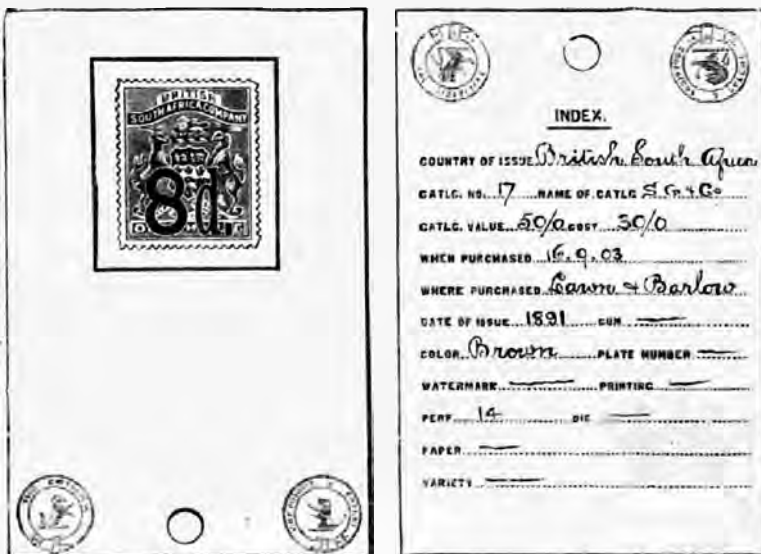 BRITISH
SOUTH AFRICA COMPANY
8d
INDEX.
COUNTRY OF ISSUE British South Africa
CATLG. NO. 17 NAME OF CATLG S G & Co
CATLG. VALUE 50/0 COST 30/0
WHEN PURCHASED 16.9.03
WHERE PURCHASED Lawn & Barlow
DATE OF ISSUE 1891 GUM —
COLOR Brown PLATE NUMBER —
WATERMARK — PRINTING —
PERF 14 DIE —
PAPER —
VARIETY —